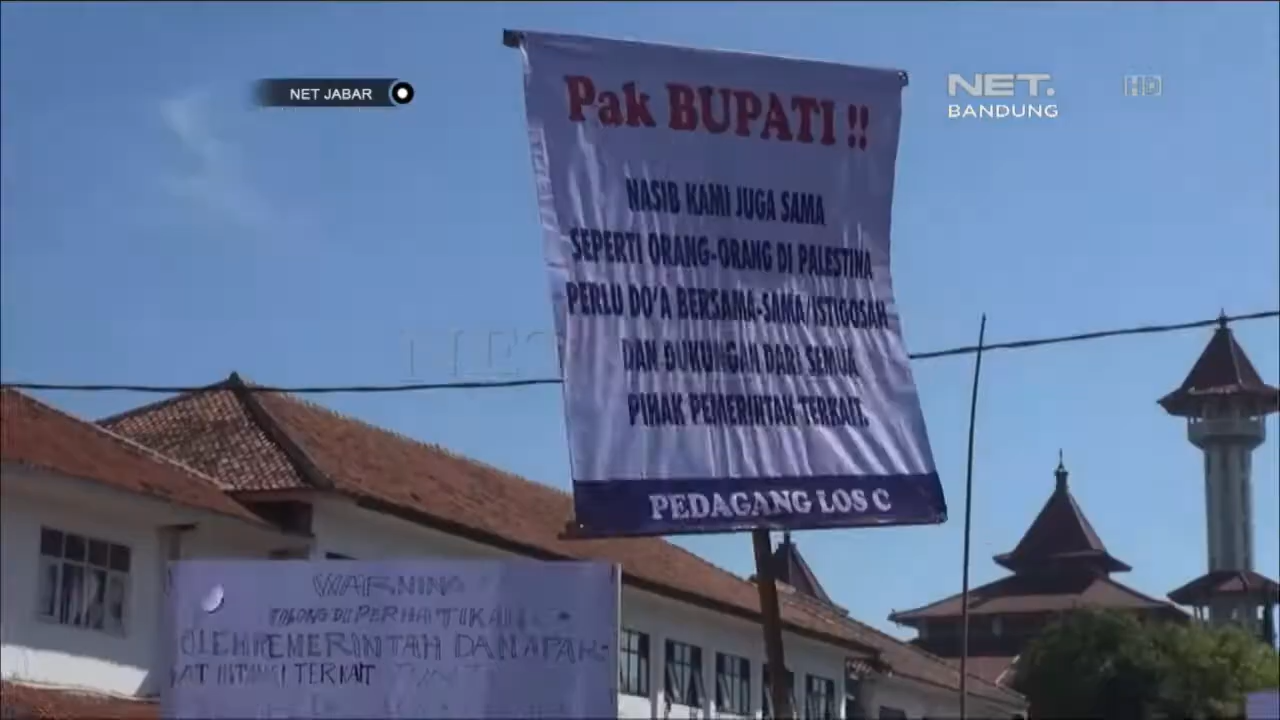 NET JABAR
NET.
BANDUNG
HD
Pak BUPATI !!
NASIB KAMI JUGA SAMA
SEPERTI ORANG-ORANG DI PALESTINA
PERLU DO'A BERSAMA-SAMA/ISTIGOSAH
DAN DUKUNGAN DARI SEMUA
PIHAK PEMERINTAH TERKAIT.
PEDAGANG LOS C
WARNING
TOLONG DI PERHATIKAN
OLEH PEMERINTAH DAN APAR-
AT INTANSI TERKAIT